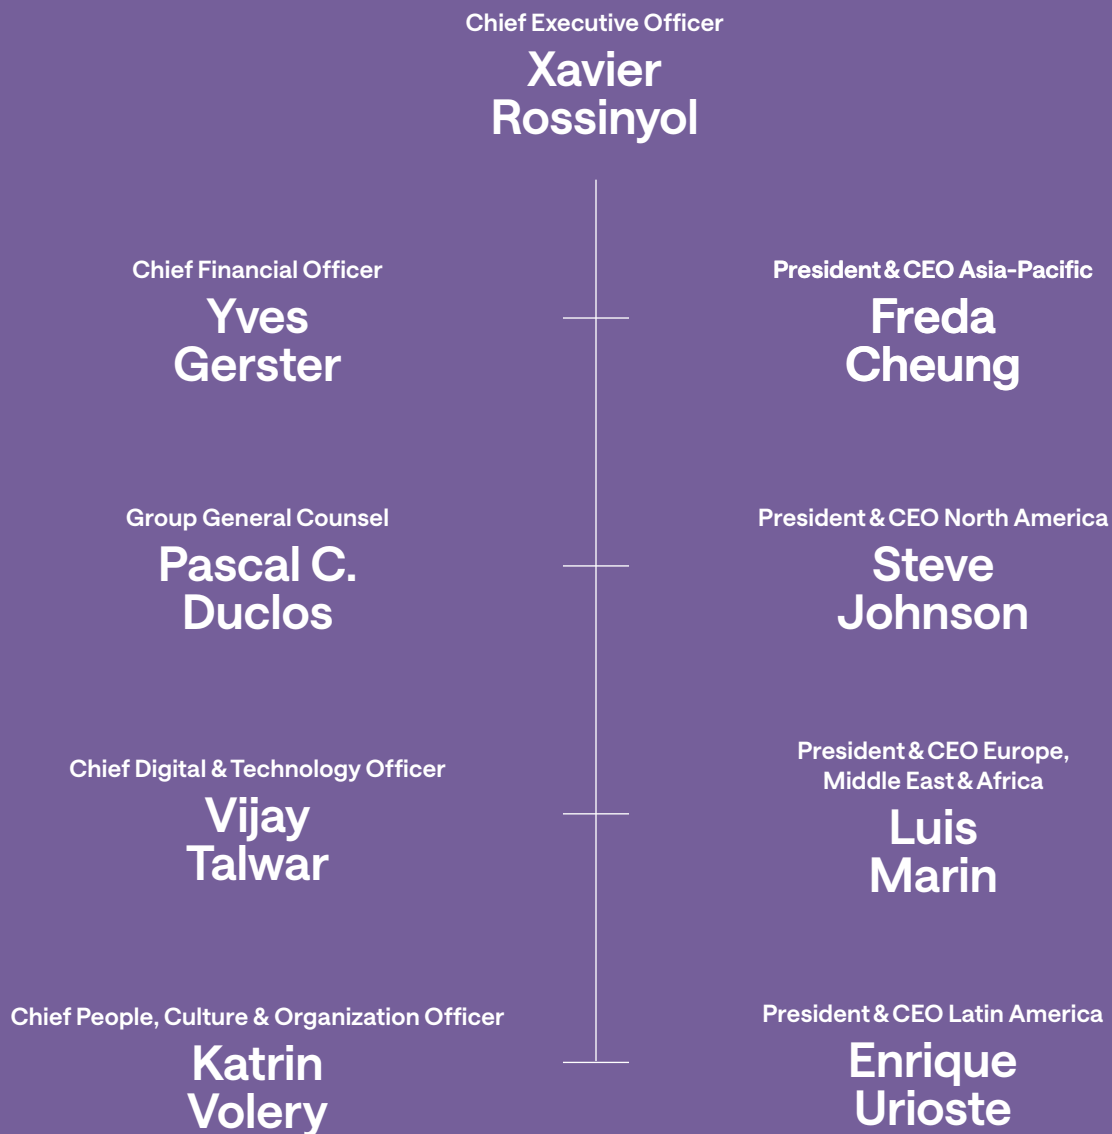 Chief Executive Officer
Xavier
Rossinyol
Chief Financial Officer
Yves
Gerster
President & CEO Asia-Pacific
Freda
Cheung
Group General Counsel
Pascal C.
Duclos
President & CEO North America
Steve
Johnson
Chief Digital & Technology Officer
Vijay
Talwar
President & CEO Europe,
Middle East & Africa
Luis
Marin
Chief People, Culture & Organization Officer
Katrin
Volery
President & CEO Latin America
Enrique
Urioste